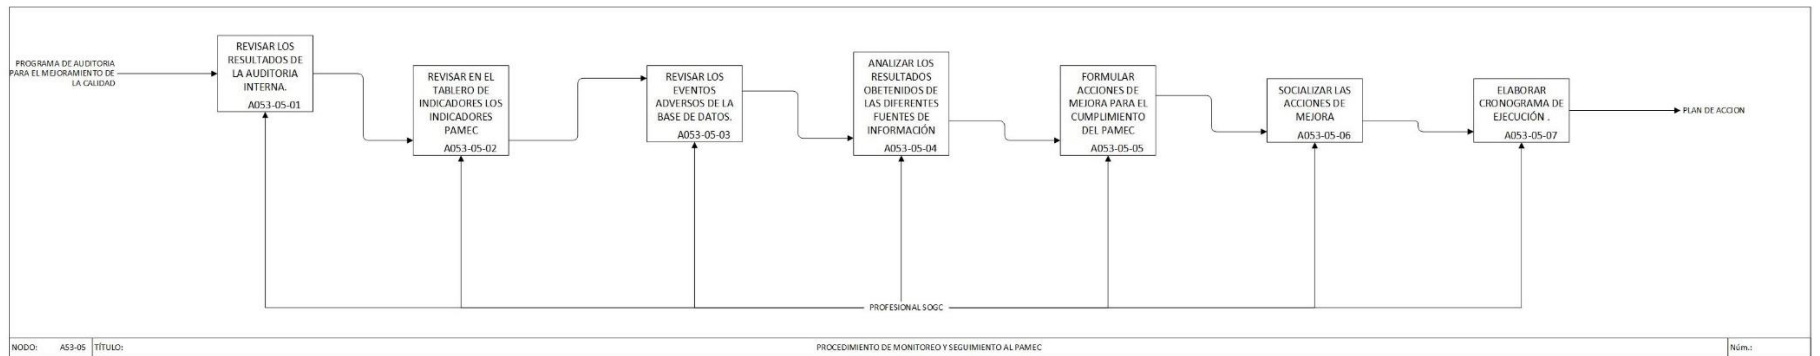 PROGRAMA DE AUDITORIA
PARA EL MEJORAMIENTO DE
LA CALIDAD
REVISAR LOS
RESULTADOS DE
LA AUDITORIA
INTERNA.
A053-05-01
REVISAR EN EL
TABLERO DE
INDICADORES LOS
INDICADORES
PAMEC
A053-05-02
REVISAR LOS
EVENTOS
ADVERSOS DE LA
BASE DE DATOS.
A053-05-03
ANALIZAR LOS
RESULTADOS
OBETENIDOS DE
LAS DIFERENTES
FUENTES DE
INFORMACIÓN
A053-05-04
FORMULAR
ACCIONES DE
MEJORA PARA EL
CUMPLIMIENTO
DEL PAMEC
A053-05-05
SOCIALIZAR LAS
ACCIONES DE
MEJORA
A053-05-06
ELABORAR
CRONOGRAMA DE
EJECUCIÓN .
A053-05-07
PLAN DE ACCION
PROFESIONAL SOGC
NODO: A53-05 TÍTULO: PROCEDIMIENTO DE MONITOREO Y SEGUIMIENTO AL PAMEC Núm.: